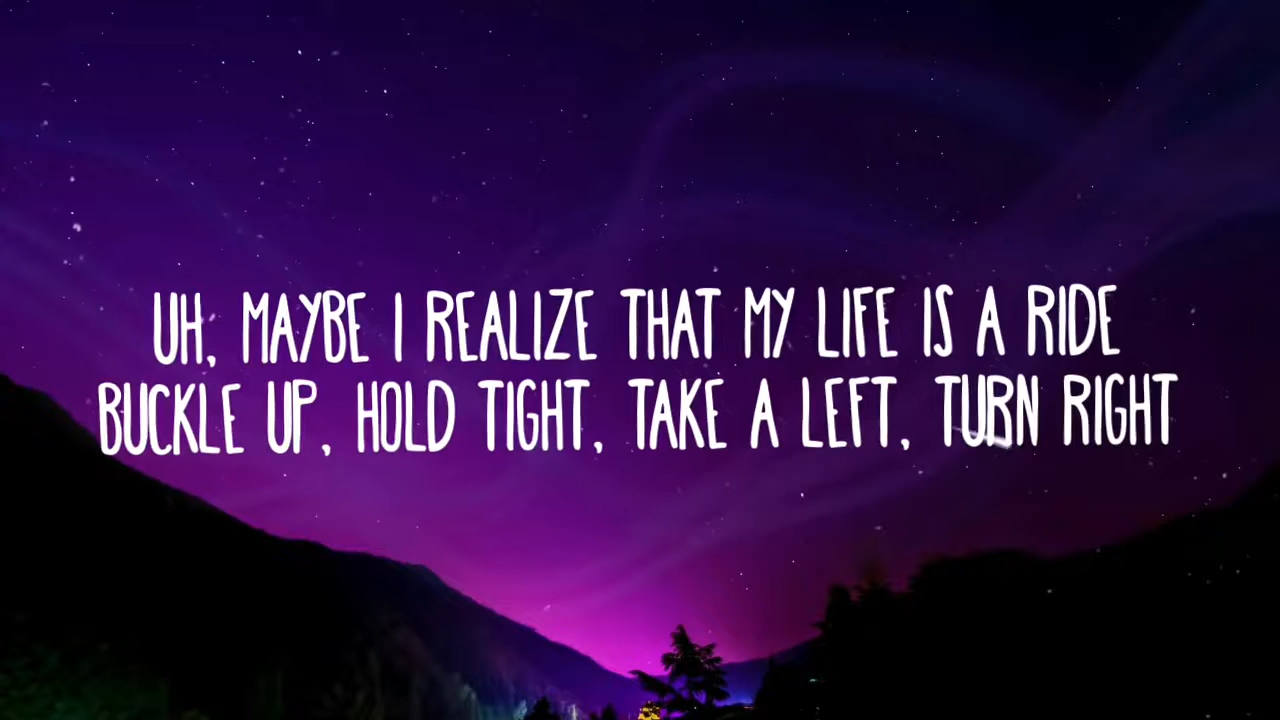 UH, MAYBE I REALIZE THAT MY LIFE IS A RIDE
BUCKLE UP, HOLD TIGHT, TAKE A LEFT, TURN RIGHT